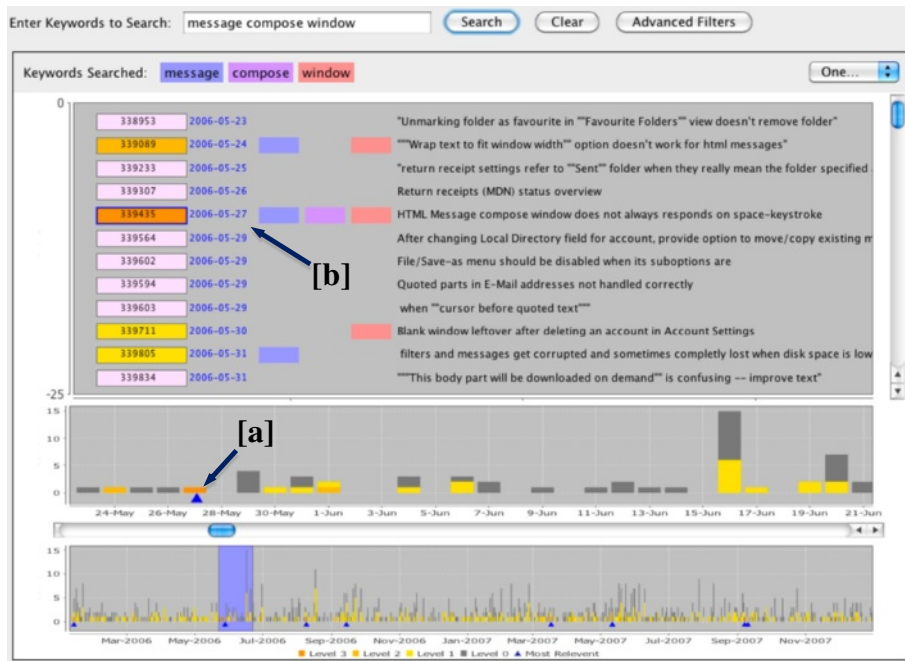 Enter Keywords to Search: message compose window Search Clear Advanced Filters
Keywords Searched: message compose window One...
0
338953 2006-05-23 "Unmarking folder as favourite in ""Favourite Folders"" view doesn't remove folder"
339089 2006-05-24 """Wrap text to fit window width"" option doesn't work for html messages"
339233 2006-05-25 "return receipt settings refer to ""Sent"" folder when they really mean the folder specified
339307 2006-05-26 Return receipts (MDN) status overview
339435 2006-05-27 HTML Message compose window does not always responds on space-keystroke
339564 2006-05-29 After changing Local Directory field for account, provide option to move/copy existing m
339602 2006-05-29 File/Save-as menu should be disabled when its suboptions are
[b]
339594 2006-05-29 Quoted parts in E-Mail addresses not handled correctly
339603 2006-05-29 when ""cursor before quoted text"""
339711 2006-05-30 Blank window leftover after deleting an account in Account Settings
339805 2006-05-31 filters and messages get corrupted and sometimes completly lost when disk space is low
339834 2006-05-31 """This body part will be downloaded on demand"" is confusing -- improve text"
-25
15
[a]
10
5
0
24-May 26-May 28-May 30-May 1-Jun 3-Jun 5-Jun 7-Jun 9-Jun 11-Jun 13-Jun 15-Jun 17-Jun 19-Jun 21-Jun
15
10
5
0
Mar-2006 May-2006 Jul-2006 Sep-2006 Nov-2006 Jan-2007 Mar-2007 May-2007 Jul-2007 Sep-2007 Nov-2007
Level 3 Level 2 Level 1 Level 0 Most Relevent